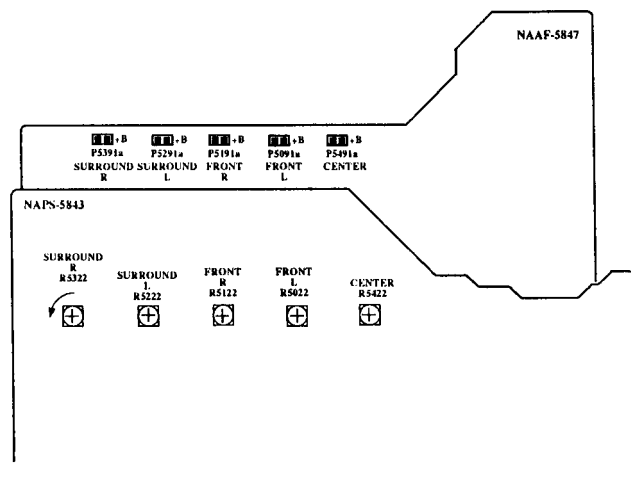 NAAF-5847
+B +B +B +B +B
P5391a P5291a P5191a P5091a P5491a
SURROUND SURROUND FRONT FRONT CENTER
R L R L
NAPS-5843
SURROUND
R
R5322
SURROUND
L
R5222
FRONT
R
R5122
FRONT
L
R5022
CENTER
R5422